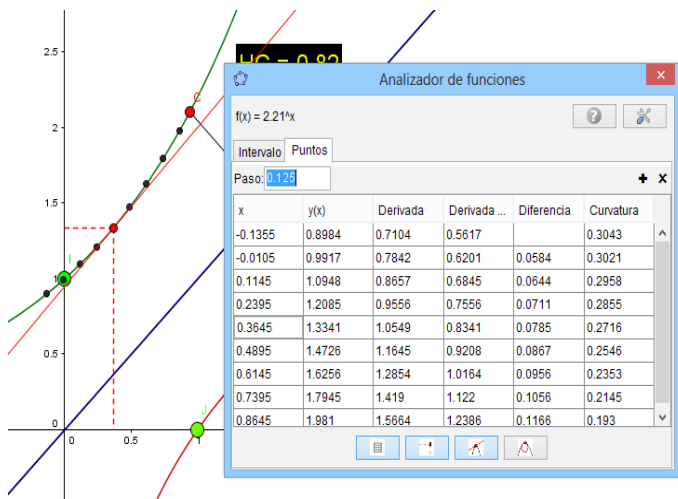 2.5
2
1.5
1
0.5
0
0
0.5
1
C
I
J
HC = 0.82
Analizador de funciones
x
f(x) = 2.21^x
?
Intervalo Puntos
Paso: 0.125
+ x
x y(x) Derivada Derivada ... Diferencia Curvatura
-0.1355 0.8984 0.7104 0.5617 0.3043
-0.0105 0.9917 0.7842 0.6201 0.0584 0.3021
0.1145 1.0948 0.8657 0.6845 0.0644 0.2958
0.2395 1.2085 0.9556 0.7556 0.0711 0.2855
0.3645 1.3341 1.0549 0.8341 0.0785 0.2716
0.4895 1.4726 1.1645 0.9208 0.0867 0.2546
0.6145 1.6256 1.2854 1.0164 0.0956 0.2353
0.7395 1.7945 1.419 1.122 0.1056 0.2145
0.8645 1.981 1.5664 1.2386 0.1166 0.193